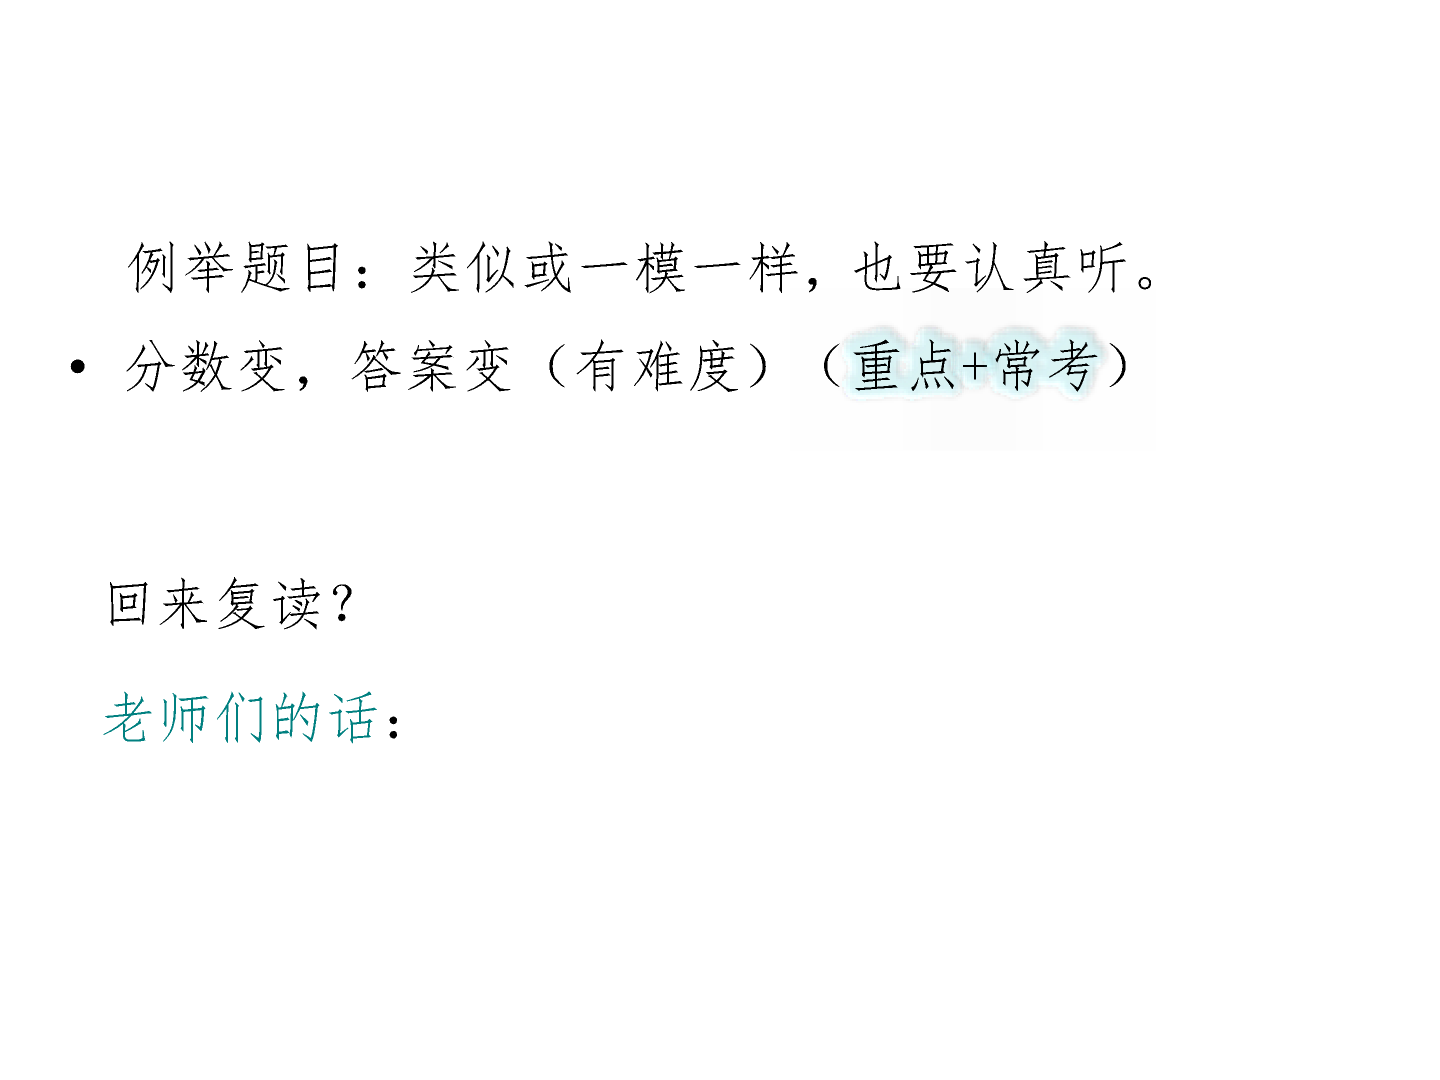 例举题目：类似或一模一样，也要认真听。
• 分数变，答案变（有难度）（重点+常考）
回来复读？
老师们的话：